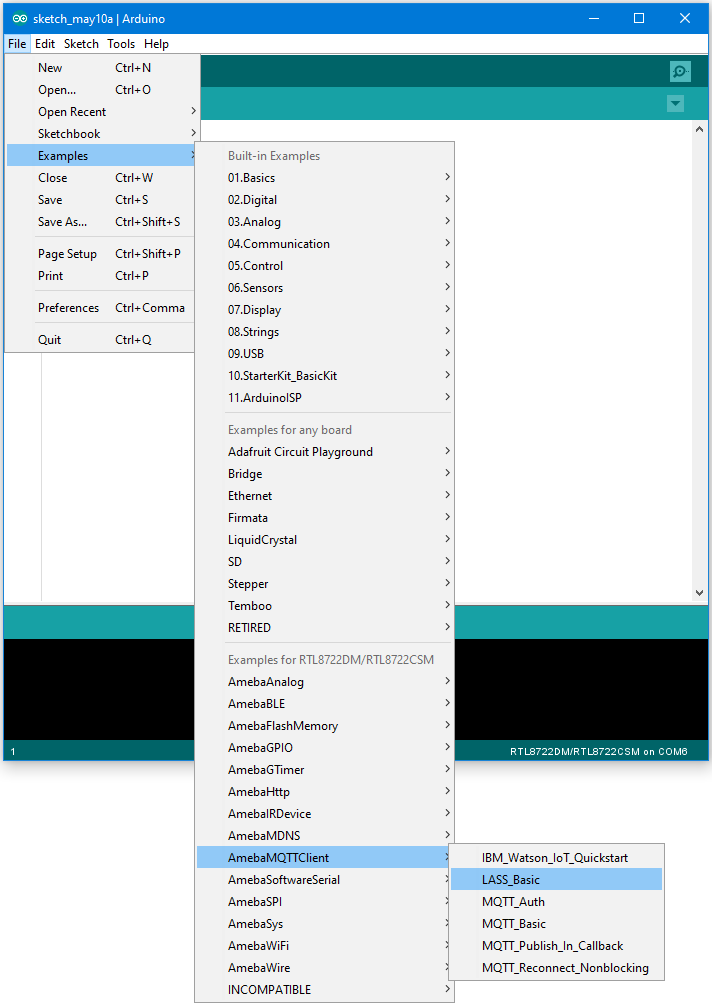 sketch_may10a | Arduino
File Edit Sketch Tools Help
New Ctrl+N
Open... Ctrl+O
Open Recent
Sketchbook
Examples
Close Ctrl+W
Save Ctrl+S
Save As... Ctrl+Shift+S
Page Setup Ctrl+Shift+P
Print Ctrl+P
Preferences Ctrl+Comma
Quit Ctrl+Q
Built-in Examples
01.Basics
02.Digital
03.Analog
04.Communication
05.Control
06.Sensors
07.Display
08.Strings
09.USB
10.StarterKit_BasicKit
11.ArduinoISP
Examples for any board
Adafruit Circuit Playground
Bridge
Ethernet
Firmata
LiquidCrystal
SD
Stepper
Temboo
RETIRED
Examples for RTL8722DM/RTL8722CSM
AmebaAnalog
AmebaBLE
AmebaFlashMemory
AmebaGPIO
AmebaGTimer
AmebaHttp
AmebaIRDevice
AmebaMDNS
AmebaMQTTClient
AmebaSoftwareSerial
AmebaSPI
AmebaSys
AmebaWiFi
AmebaWire
INCOMPATIBLE
IBM_Watson_IoT_Quickstart
LASS_Basic
MQTT_Auth
MQTT_Basic
MQTT_Publish_In_Callback
MQTT_Reconnect_Nonblocking
1
RTL8722DM/RTL8722CSM on COM6